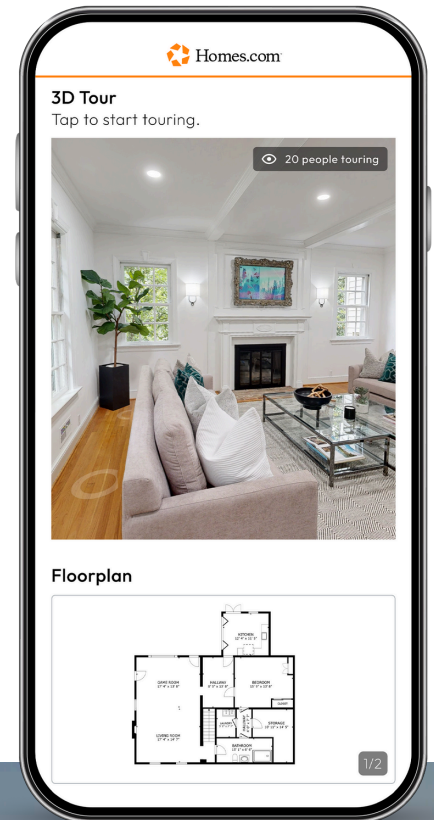 Homes.com
3D Tour
Tap to start touring.
20 people touring
Floorplan
KITCHEN
GAME ROOM
HALLWAY
BEDROOM
CLOSET
STORAGE
LIVING ROOM
BATHROOM
1/2